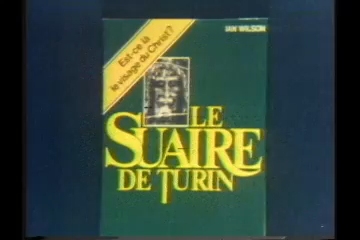 IAN WILSON
Est-ce là
le visage du Christ?
LE
SUAIRE
DE TURIN